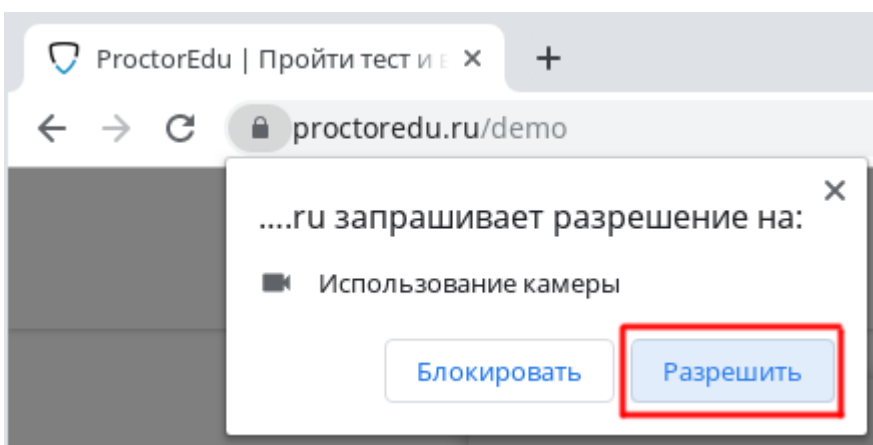 ProctorEdu | Пройти тест и в
proctoredu.ru/demo
....ru запрашивает разрешение на:
Использование камеры
Блокировать
Разрешить